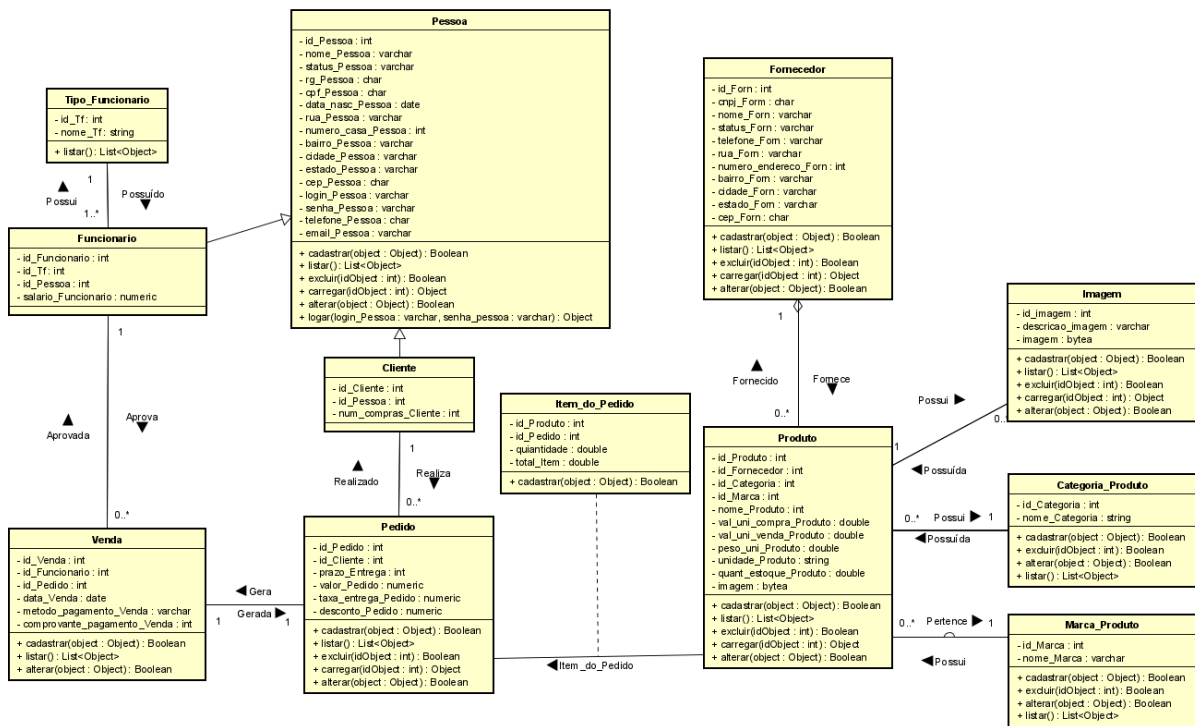 Pessoa
- id_Pessoa : int
- nome_Pessoa : varchar
- status_Pessoa : varchar
- rg_Pessoa : char
- cpf_Pessoa : char
- data_nasc_Pessoa : date
- rua_Pessoa : varchar
- numero_casa_Pessoa : int
- bairro_Pessoa : varchar
- cidade_Pessoa : varchar
- estado_Pessoa : varchar
- cep_Pessoa : char
- login_Pessoa : varchar
- senha_Pessoa : varchar
- telefone_Pessoa : char
- email_Pessoa : varchar
+ cadastrar(object : Object) : Boolean
+ listar() : List<Object>
+ excluir(idObject : int) : Boolean
+ carregar(idObject : int) : Object
+ alterar(object : Object) : Boolean
+ logar(login_Pessoa : varchar, senha_pessoa : varchar) : Object
Tipo_Funcionario
- id_Tf : int
- nome_Tf : string
+ listar() : List<Object>
1
Possui
Possuído
1..*
Funcionario
- id_Funcionario : int
- id_Tf : int
- id_Pessoa : int
- salario_Funcionario : numeric
1
Aprova
Aprovada
0..*
Fornecedor
- id_Forn : int
- cnpj_Form : char
- nome_Forn : varchar
- status_Forn : varchar
- telefone_Forn : varchar
- rua_Forn : varchar
- numero_endereco_Forn : int
- bairro_Forn : varchar
- cidade_Forn : varchar
- estado_Forn : varchar
- cep_Forn : char
+ cadastrar(object : Object) : Boolean
+ listar() : List<Object>
+ excluir(idObject : int) : Boolean
+ carregar(idObject : int) : Object
+ alterar(object : Object) : Boolean
1
Fornecido
Fornece
0..*
Imagem
- id_imagem : int
- descricao_imagem : varchar
- imagem : bytea
+ cadastrar(object : Object) : Boolean
+ listar() : List<Object>
+ excluir(idObject : int) : Boolean
+ carregar(idObject : int) : Object
+ alterar(object : Object) : Boolean
Possui
0..*
1
Possuída
Cliente
- id_Cliente : int
- id_Pessoa : int
- num_compras_Cliente : int
1
Realiza
Realizado
0..*
Item_do_Pedido
- id_Produto : int
- id_Pedido : int
- quiantidade : double
- total_Item : double
+ cadastrar(object : Object) : Boolean
Produto
- id_Produto : int
- id_Fornecedor : int
- id_Categoria : int
- id_Marca : int
- nome_Produto : int
- val_uni_compra_Produto : double
- val_uni_venda_Produto : double
- peso_uni_Produto : double
- unidade_Produto : string
- quant_estoque_Produto : double
- imagem : bytea
+ cadastrar(object : Object) : Boolean
+ listar() : List<Object>
+ excluir(idObject : int) : Boolean
+ carregar(idObject : int) : Object
+ alterar(object : Object) : Boolean
Categoria_Produto
- id_Categoria : int
- nome_Categoria : string
+ cadastrar(object : Object) : Boolean
+ excluir(idObject : int) : Boolean
+ alterar(object : Object) : Boolean
+ listar() : List<Object>
0..* Possui 1
Possuída
Venda
- id_Venda : int
- id_Funcionario : int
- id_Pedido : int
- data_Venda : date
- metodo_pagamento_Venda : varchar
- comprovante_pagamento_Venda : int
+ cadastrar(object : Object) : Boolean
+ listar() : List<Object>
+ alterar(object : Object) : Boolean
Gera
1 Gerada 1
Pedido
- id_Pedido : int
- id_Cliente : int
- prazo_Entrega : int
- valor_Pedido : numeric
- taxa_entrega_Pedido : numeric
- desconto_Pedido : numeric
+ cadastrar(object : Object) : Boolean
+ listar() : List<Object>
+ excluir(idObject : int) : Boolean
+ carregar(idObject : int) : Object
+ alterar(object : Object) : Boolean
Item_do_Pedido
0..* Pertence 1
Possui
Marca_Produto
- id_Marca : int
- nome_Marca : varchar
+ cadastrar(object : Object) : Boolean
+ excluir(idObject : int) : Boolean
+ alterar(object : Object) : Boolean
+ listar() : List<Object>